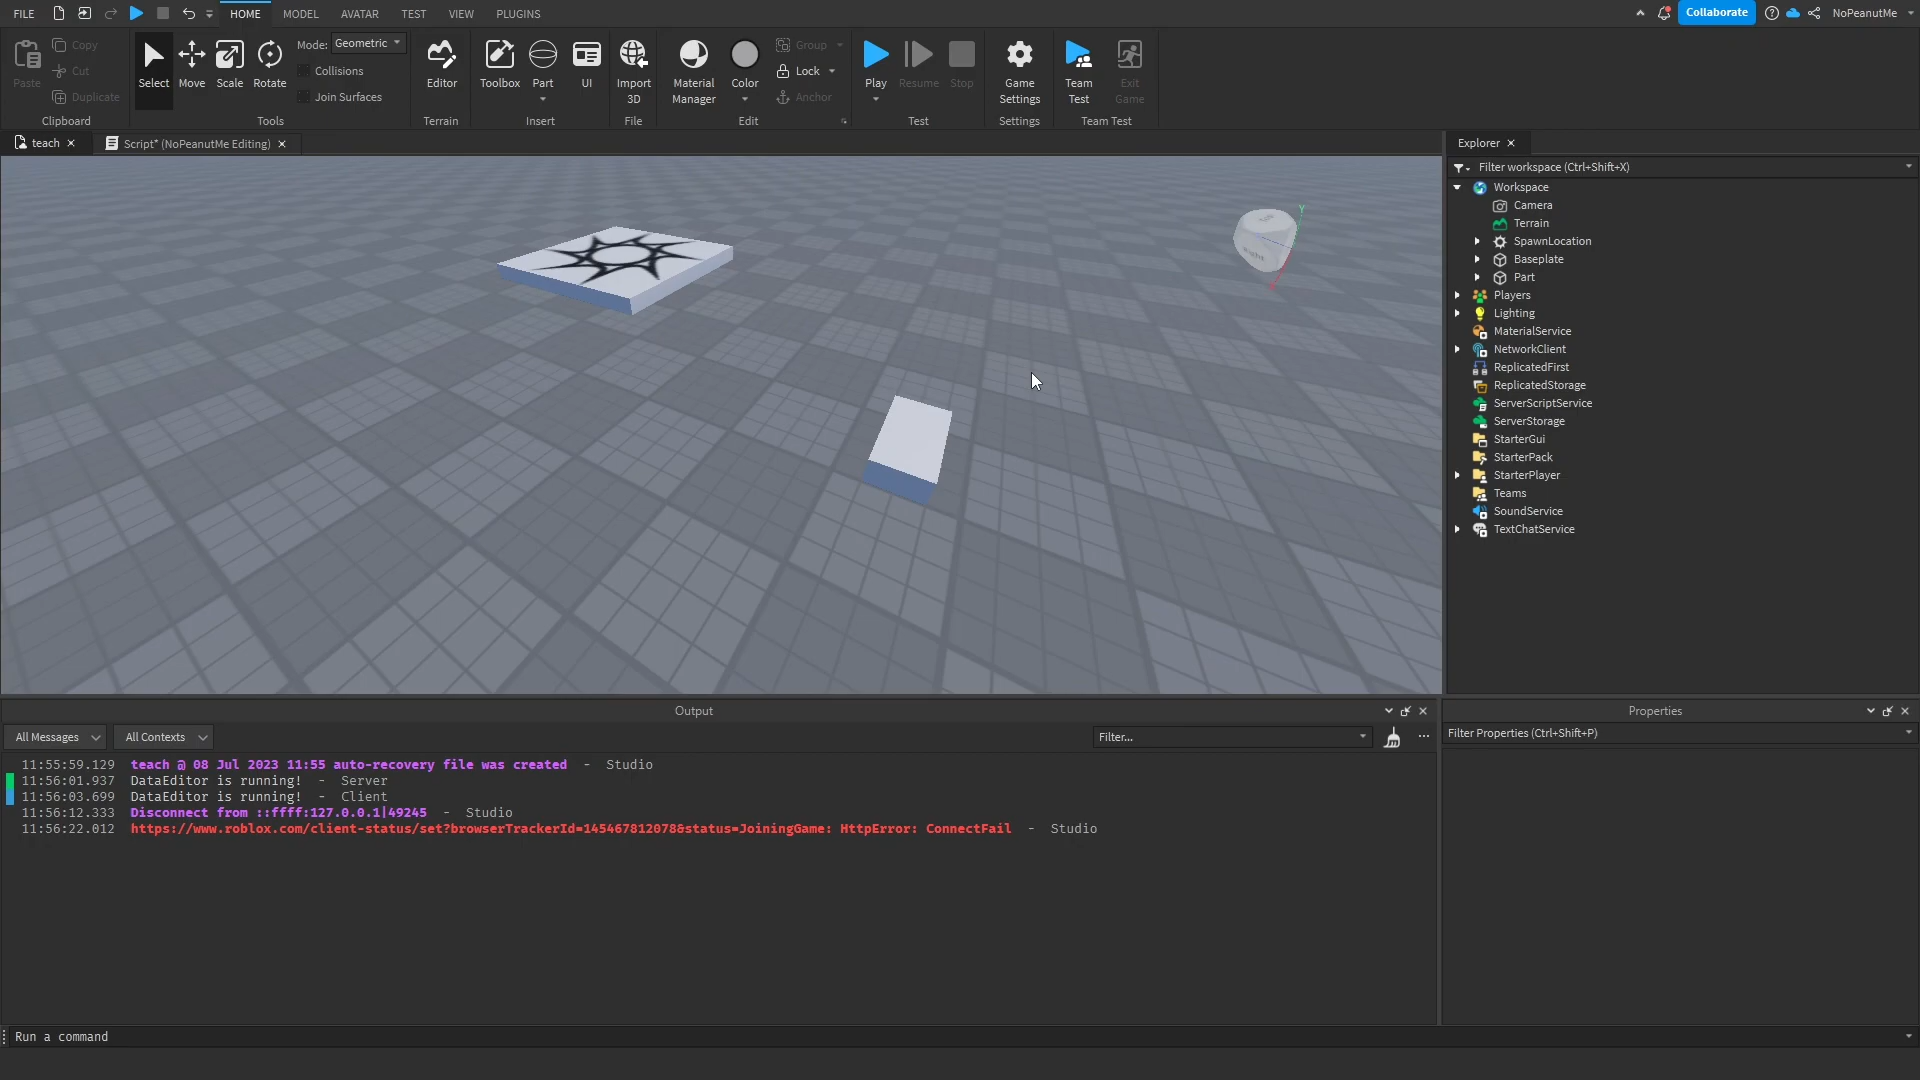 FILE HOME MODEL AVATAR TEST VIEW PLUGINS Collaborate NoPeanutMe
Paste Copy Cut Duplicate Clipboard
Select Move Scale Rotate Mode: Geometric Collisions Join Surfaces Tools
Editor Terrain
Toolbox Part UI Insert
Import 3D File
Material Manager Color Group Lock Anchor Edit
Play Resume Stop Test
Game Settings Settings
Team Test Exit Game Team Test
teach Script* (NoPeanutMe Editing)
Y
Explorer
Filter workspace (Ctrl+Shift+X)
Workspace
Camera
Terrain
SpawnLocation
Baseplate
Part
Players
Lighting
MaterialService
NetworkClient
ReplicatedFirst
ReplicatedStorage
ServerScriptService
ServerStorage
StarterGui
StarterPack
StarterPlayer
Teams
SoundService
TextChatService
Output
All Messages All Contexts Filter...
11:55:59.129 teach @ 08 Jul 2023 11:55 auto-recovery file was created - Studio
11:56:01.937 DataEditor is running! - Server
11:56:03.699 DataEditor is running! - Client
11:56:12.333 Disconnect from ::ffff:127.0.0.1|49245 - Studio
11:56:22.012 https://www.roblox.com/client-status/set?browserTrackerId=145467812078&status=JoiningGame: HttpError: ConnectFail - Studio
Properties
Filter Properties (Ctrl+Shift+P)
Run a command